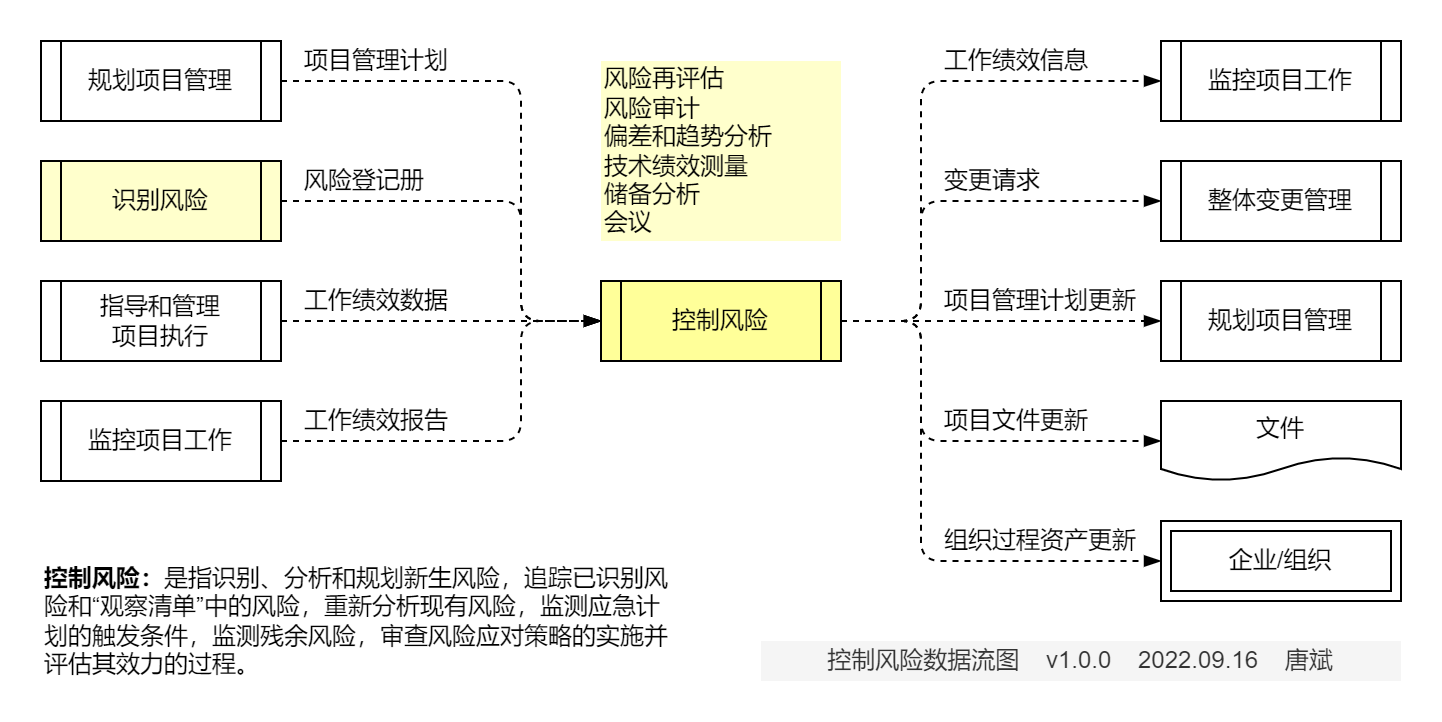 规划项目管理
项目管理计划
识别风险
风险登记册
指导和管理
项目执行
工作绩效数据
监控项目工作
工作绩效报告
风险再评估
风险审计
偏差和趋势分析
技术绩效测量
储备分析
会议
控制风险
工作绩效信息
监控项目工作
变更请求
整体变更管理
项目管理计划更新
规划项目管理
项目文件更新
文件
组织过程资产更新
企业/组织
控制风险：是指识别、分析和规划新生风险，追踪已识别风
险和“观察清单”中的风险，重新分析现有风险，监测应急计
划的触发条件，监测残余风险，审查风险应对策略的实施并
评估其效力的过程。
控制风险数据流图 v1.0.0 2022.09.16 唐斌